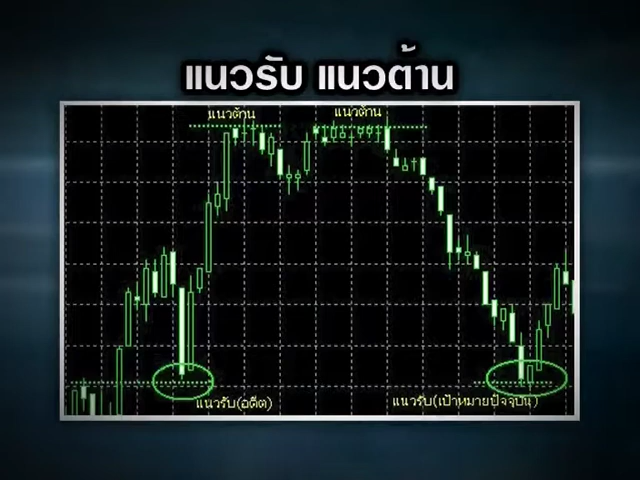 แนวรับ แนวต้าน
แนวต้าน
แนวต้าน
แนวรับ(อดีต)
แนวรับ(เป้าหมายปัจจุบัน)